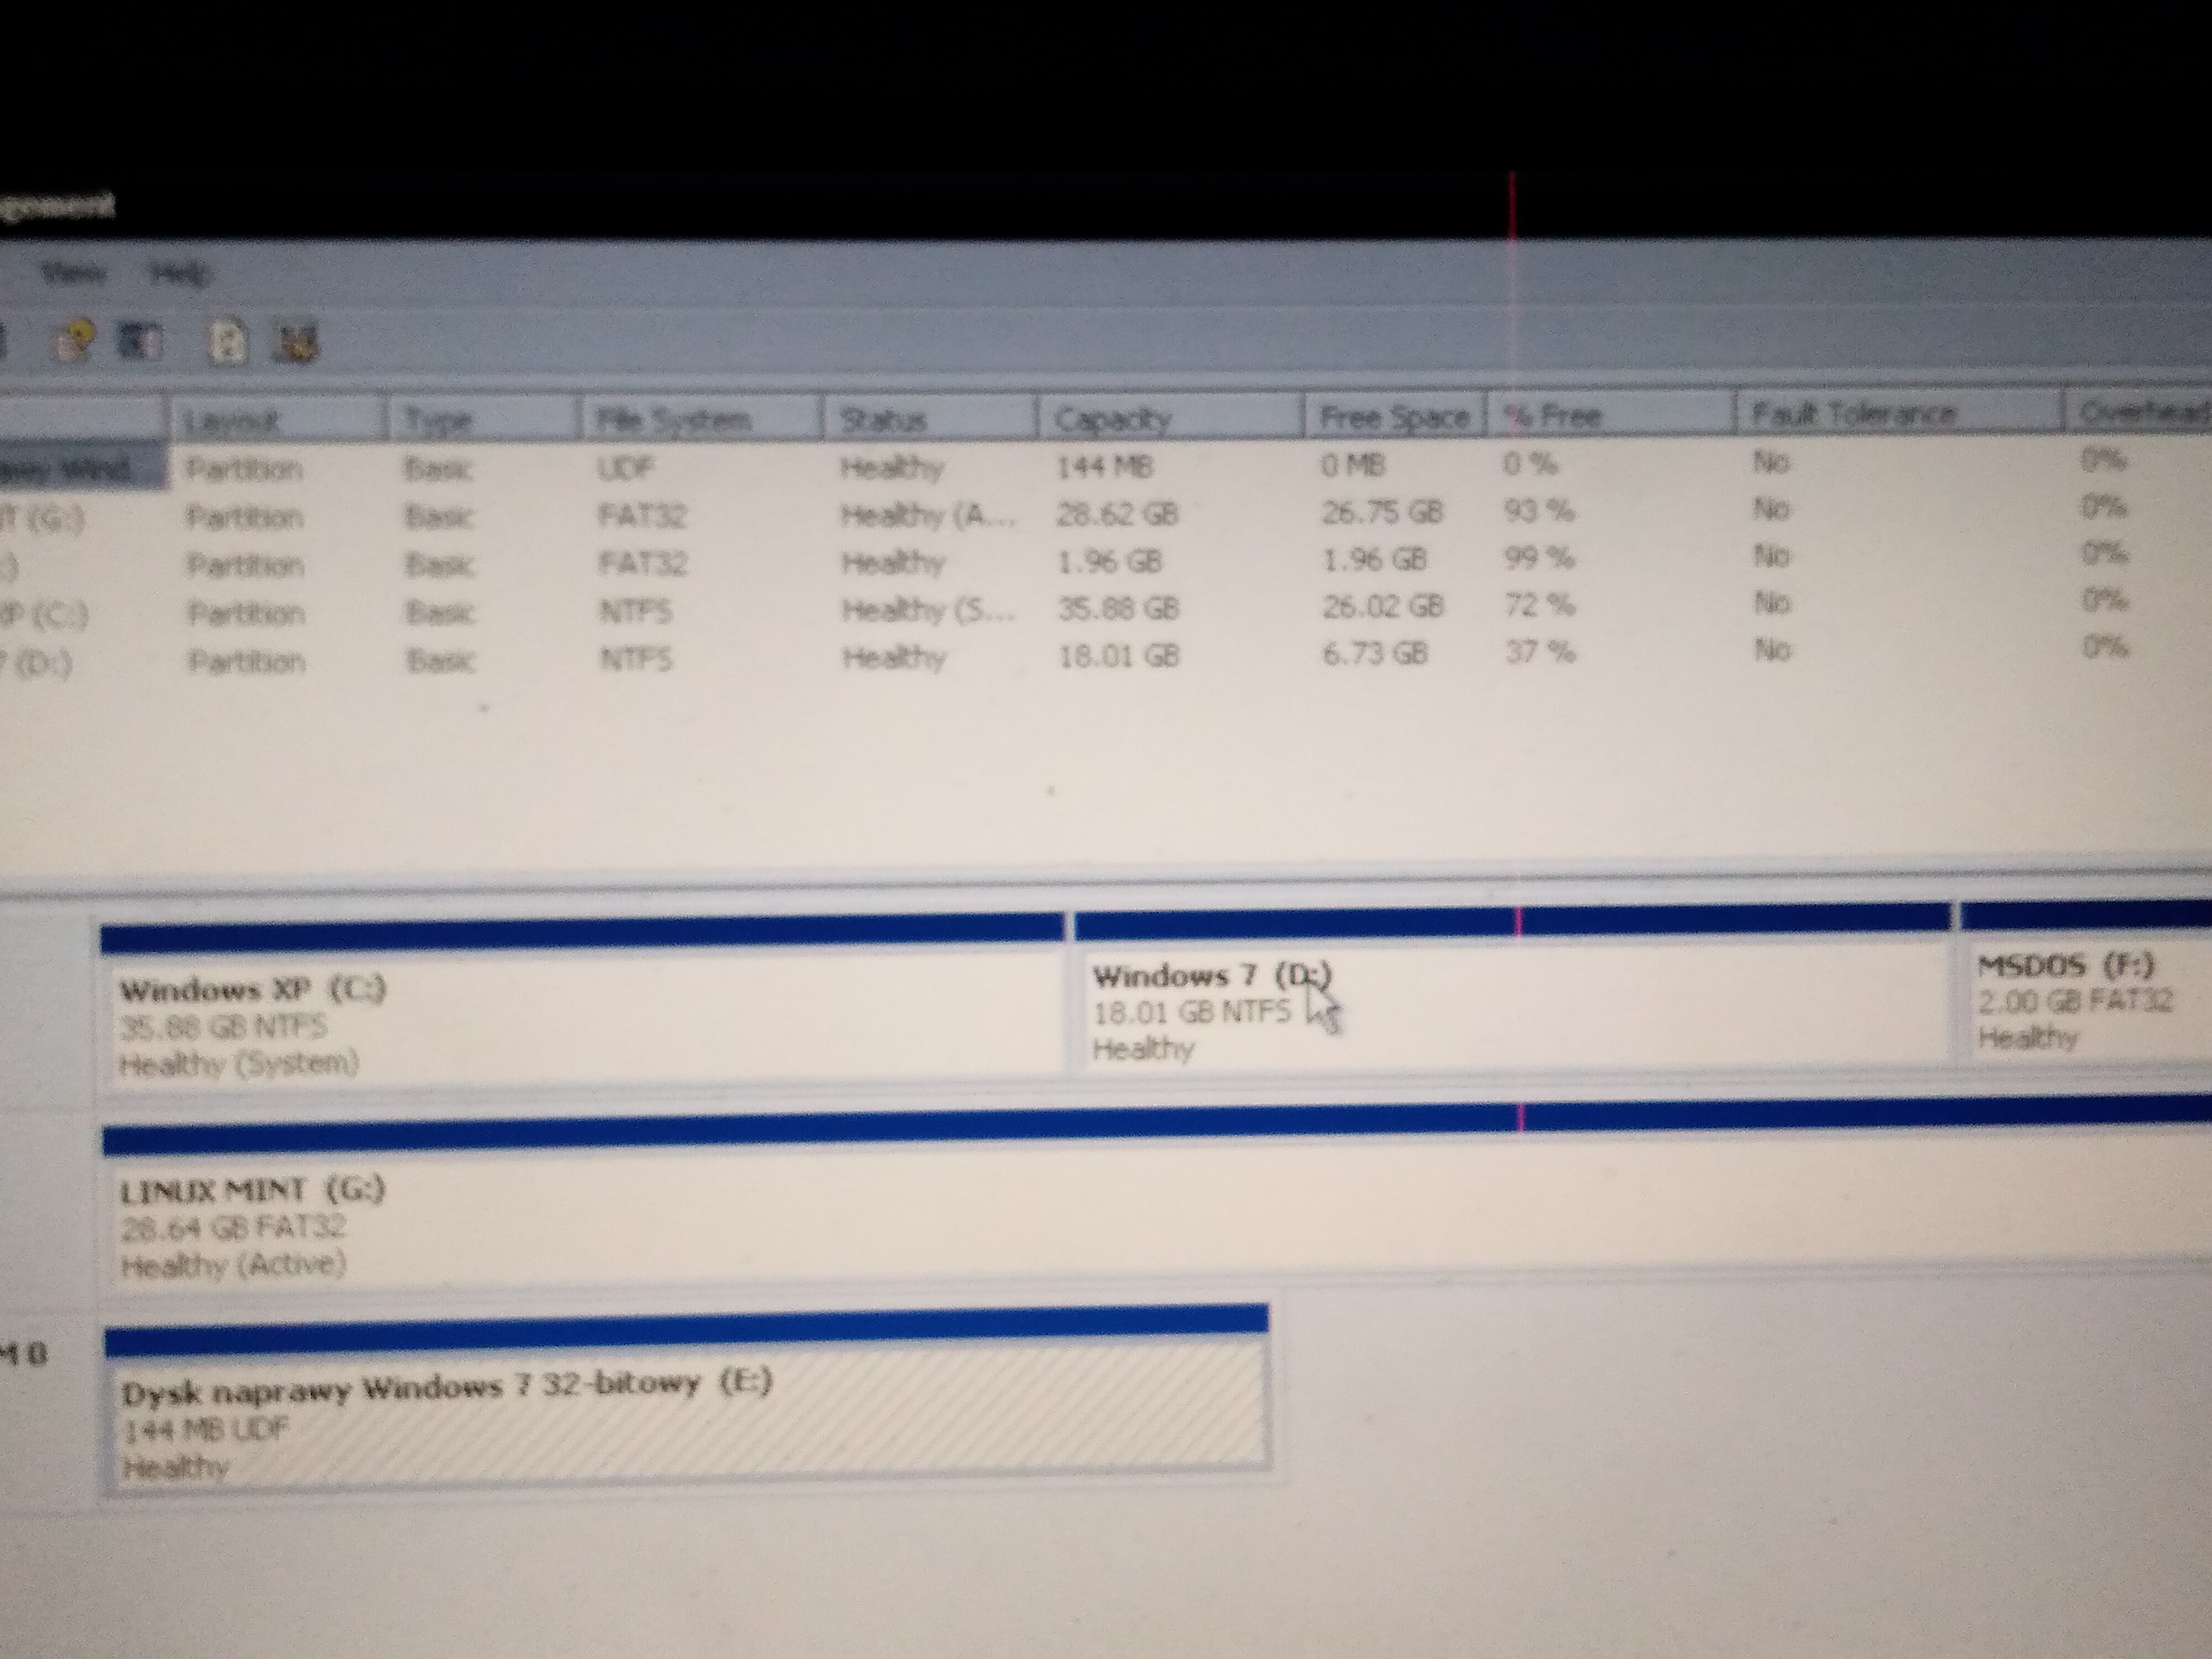 View Help
Layout Type File System Status Capacity Free Space % Free Fault Tolerance Overhead
Wind... Partition Basic UDF Healthy 144 MB 0 MB 0 % No 0%
(G:) Partition Basic FAT32 Healthy (A... 28.62 GB 26.75 GB 93 % No 0%
:) Partition Basic FAT32 Healthy 1.96 GB 1.96 GB 99 % No 0%
XP (C:) Partition Basic NTFS Healthy (S... 35.88 GB 26.02 GB 72 % No 0%
7 (D:) Partition Basic NTFS Healthy 18.01 GB 6.73 GB 37 % No 0%
Windows XP (C:) Windows 7 (D:) MSDOS (F:)
35.88 GB NTFS 18.01 GB NTFS 2.00 GB FAT32
Healthy (System) Healthy Healthy
LINUX MINT (G:)
28.64 GB FAT32
Healthy (Active)
M 0
Dysk naprawy Windows 7 32-bitowy (E:)
144 MB UDF
Healthy